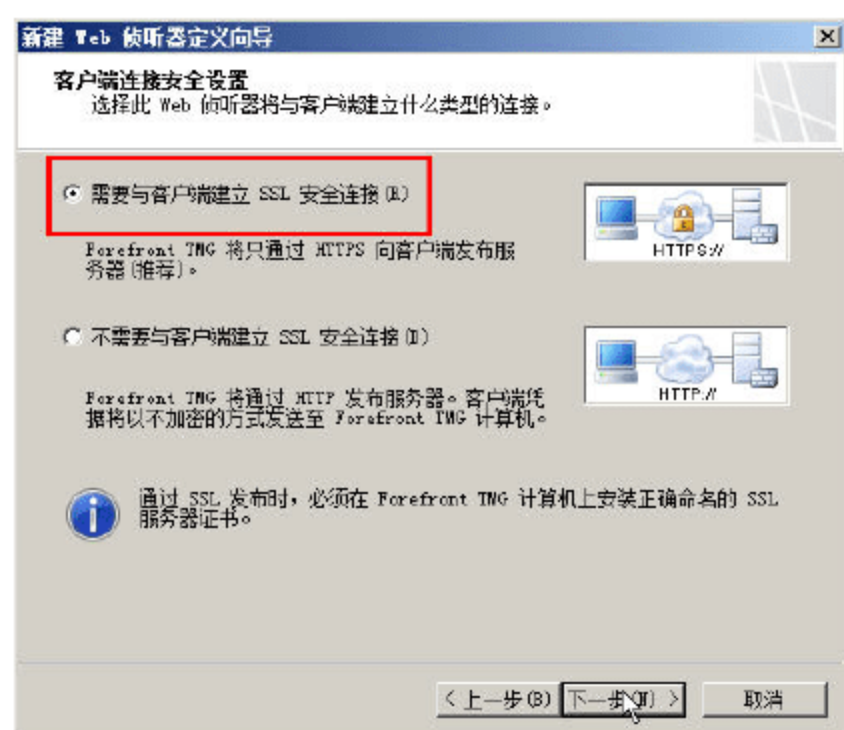 新建 Web 侦听器定义向导
客户端连接安全设置
选择此 Web 侦听器将与客户端建立什么类型的连接。
需要与客户端建立 SSL 安全连接(R)
Forefront TMG 将只通过 HTTPS 向客户端发布服
务器(推荐)。
HTTPS://
不需要与客户端建立 SSL 安全连接(D)
Forefront TMG 将通过 HTTP 发布服务器。客户端凭
据将以不加密的方式发送至 Forefront TMG 计算机。
HTTP://
通过 SSL 发布时，必须在 Forefront TMG 计算机上安装正确命名的 SSL
服务器证书。
< 上一步(B) 下一步(N) > 取消